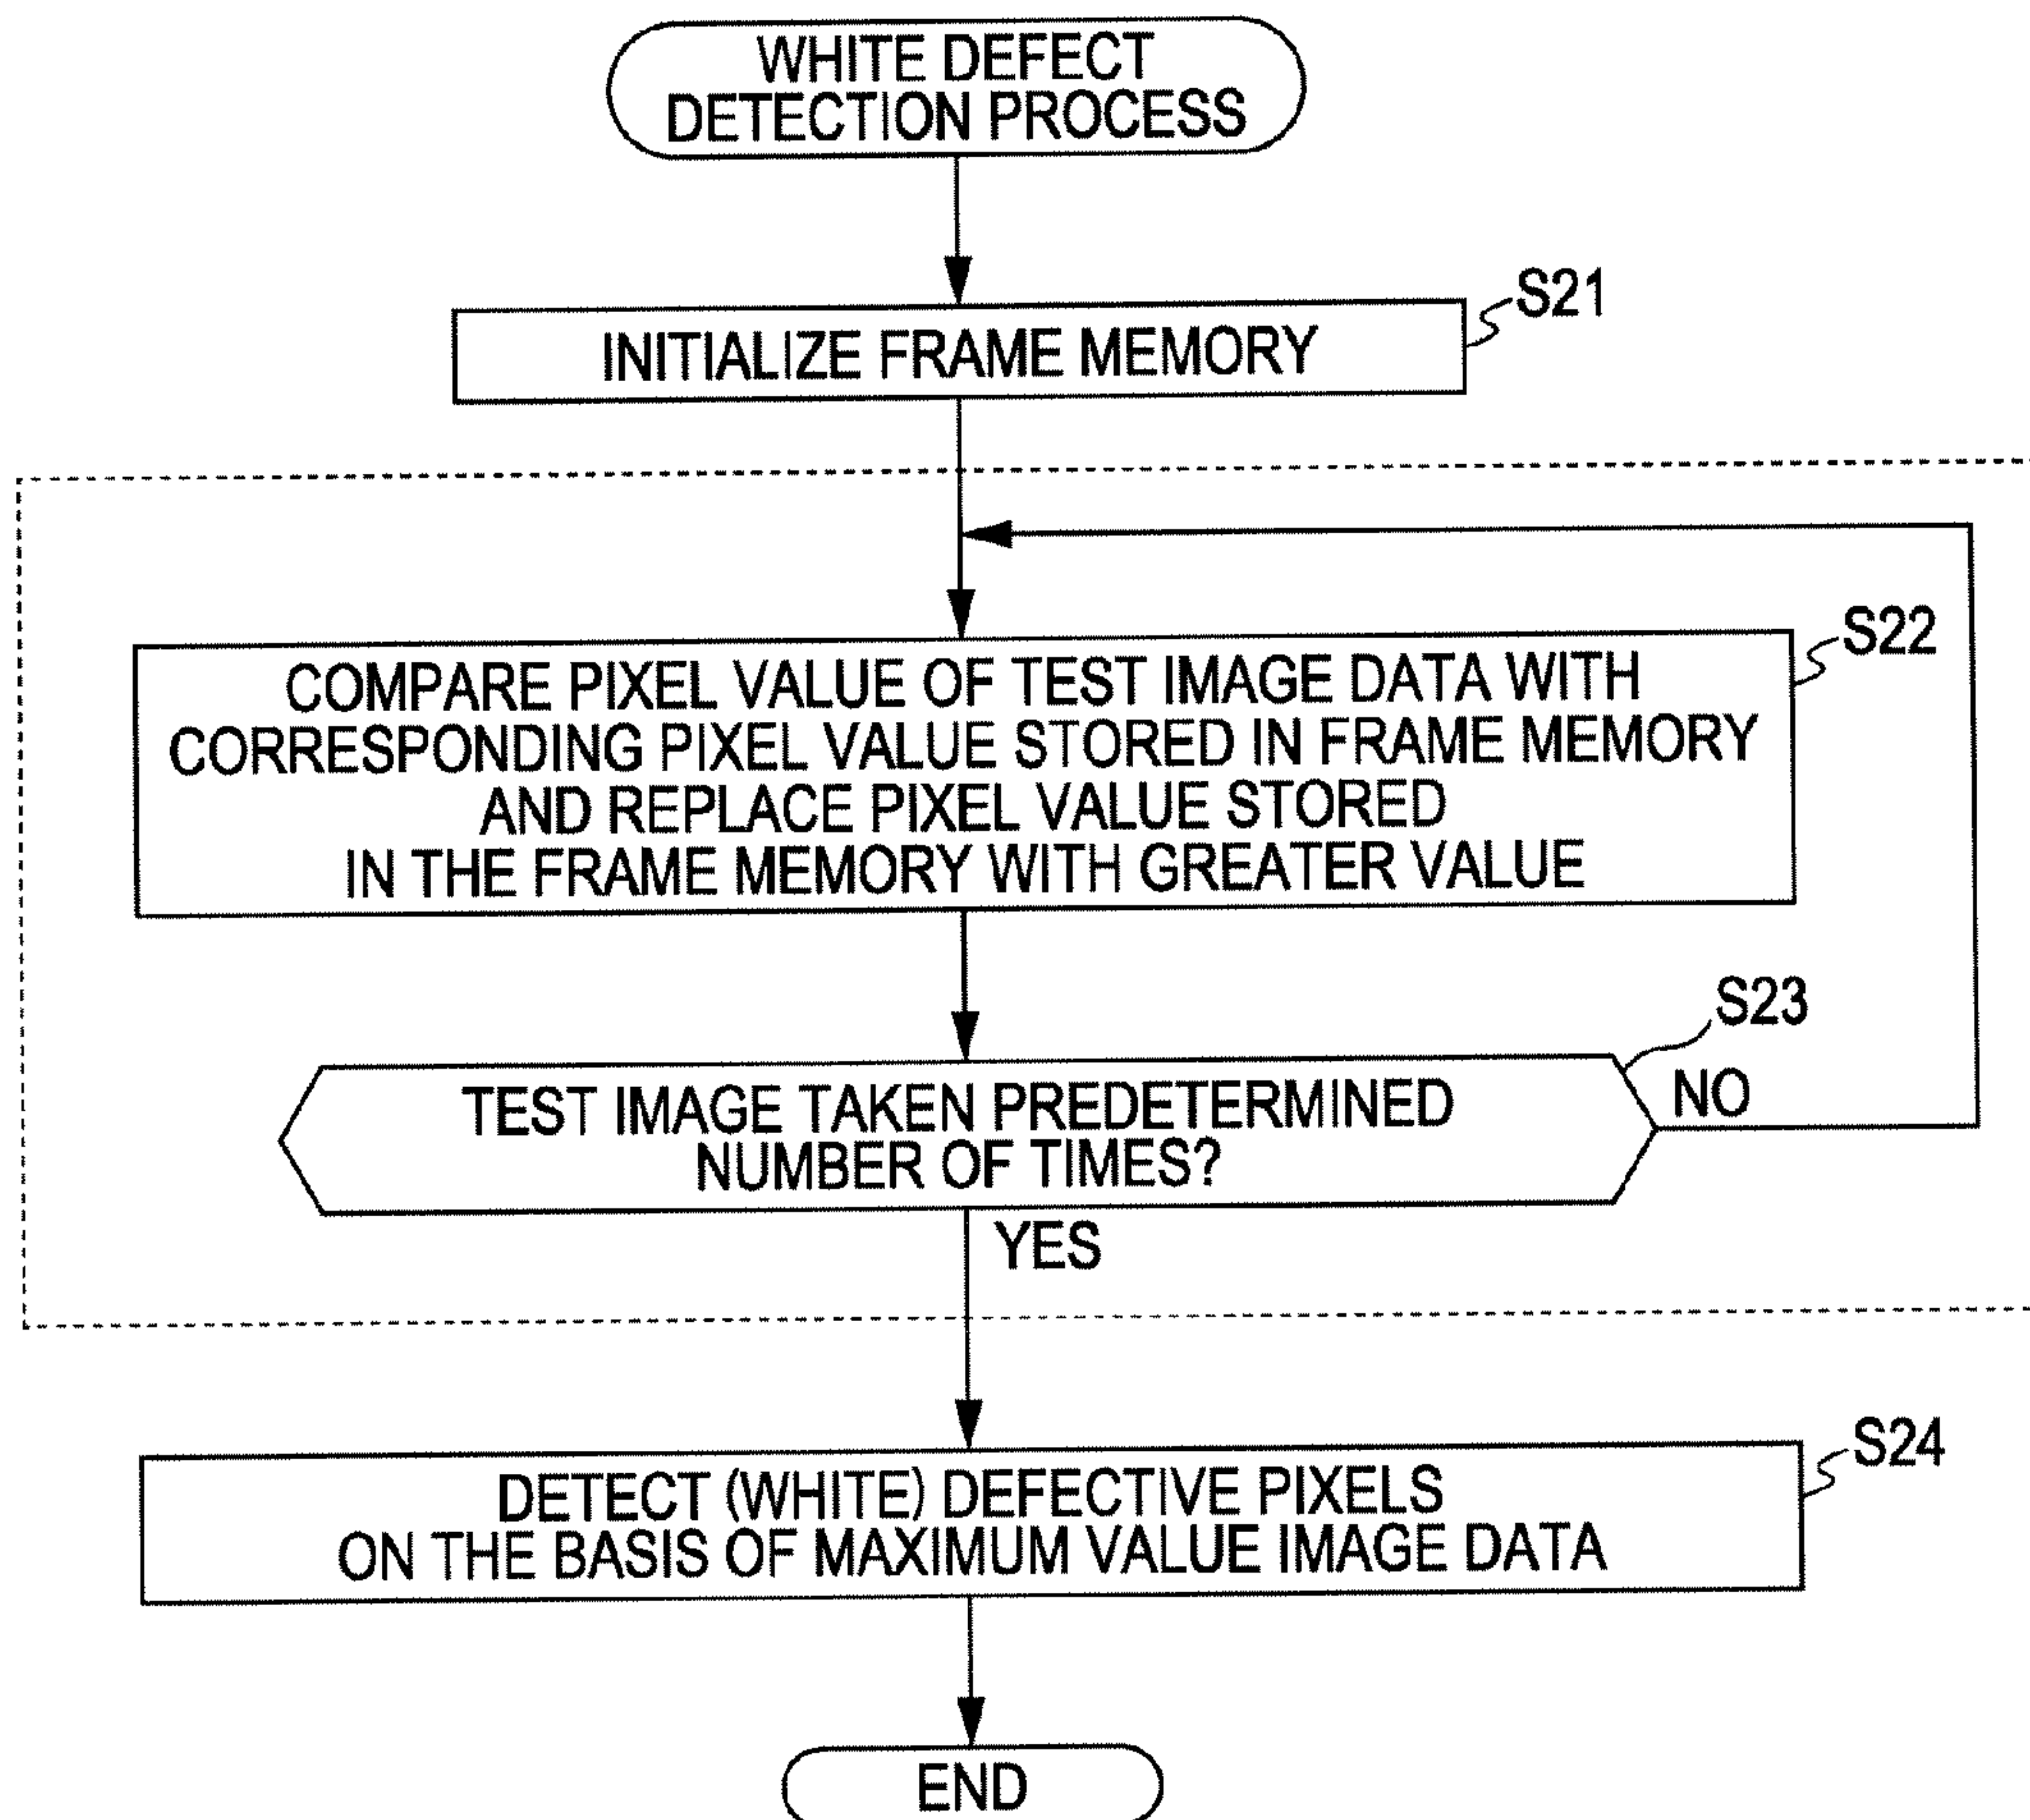 WHITE DEFECT
DETECTION PROCESS
S21
INITIALIZE FRAME MEMORY
S22
COMPARE PIXEL VALUE OF TEST IMAGE DATA WITH
CORRESPONDING PIXEL VALUE STORED IN FRAME MEMORY
AND REPLACE PIXEL VALUE STORED
IN THE FRAME MEMORY WITH GREATER VALUE
S23
TEST IMAGE TAKEN PREDETERMINED
NUMBER OF TIMES?
NO
YES
S24
DETECT (WHITE) DEFECTIVE PIXELS
ON THE BASIS OF MAXIMUM VALUE IMAGE DATA
END